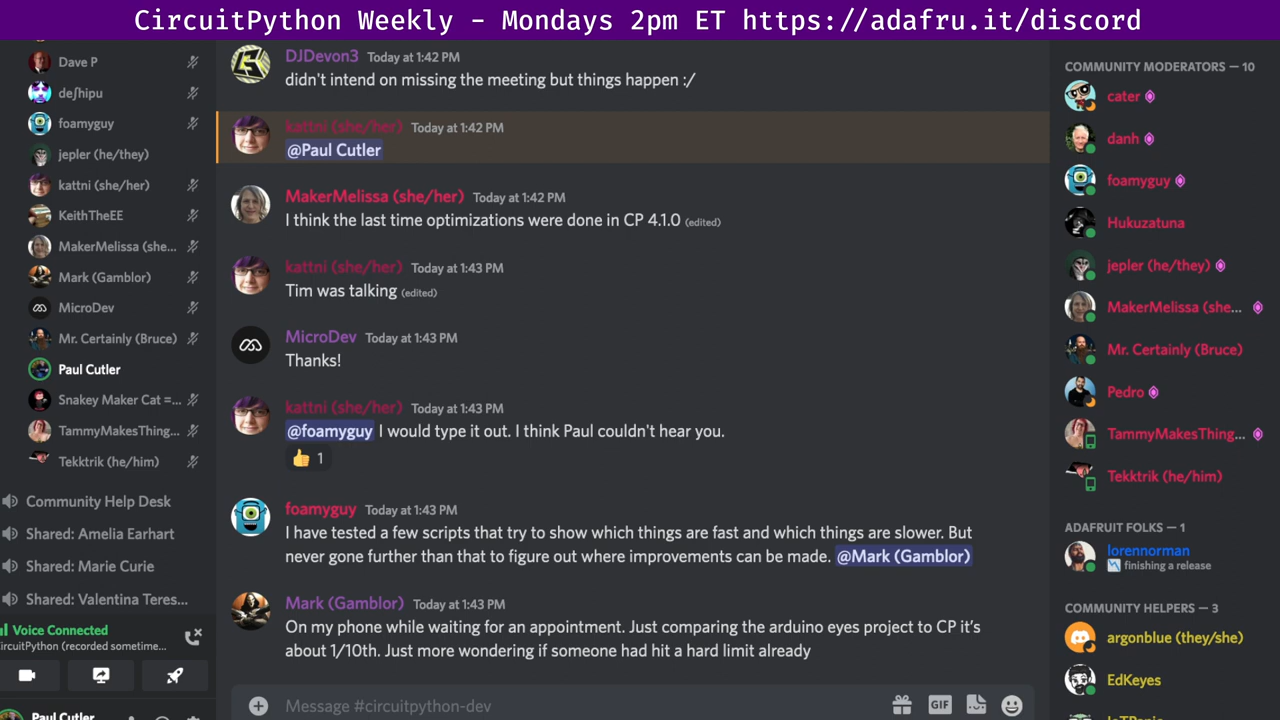 CircuitPython Weekly - Mondays 2pm ET https://adafru.it/discord
Dave P
de∫hipu
foamyguy
jepler (he/they)
kattni (she/her)
KeithTheEE
MakerMelissa (she...
Mark (Gamblor)
MicroDev
Mr. Certainly (Bruce)
Paul Cutler
Snakey Maker Cat =...
TammyMakesThing...
Tekktrik (he/him)
Community Help Desk
Shared: Amelia Earhart
Shared: Marie Curie
Shared: Valentina Teres...
Voice Connected
ircuitPython (recorded sometime...
Paul Cutler
DJDevon3 Today at 1:42 PM
didn't intend on missing the meeting but things happen :/
kattni (she/her) Today at 1:42 PM
@Paul Cutler
MakerMelissa (she/her) Today at 1:42 PM
I think the last time optimizations were done in CP 4.1.0 (edited)
kattni (she/her) Today at 1:43 PM
Tim was talking (edited)
MicroDev Today at 1:43 PM
Thanks!
kattni (she/her) Today at 1:43 PM
@foamyguy I would type it out. I think Paul couldn't hear you.
1
foamyguy Today at 1:43 PM
I have tested a few scripts that try to show which things are fast and which things are slower. But
never gone further than that to figure out where improvements can be made. @Mark (Gamblor)
Mark (Gamblor) Today at 1:43 PM
On my phone while waiting for an appointment. Just comparing the arduino eyes project to CP it's
about 1/10th. Just more wondering if someone had hit a hard limit already
Message #circuitpython-dev
GIF
COMMUNITY MODERATORS — 10
cater
danh
foamyguy
Hukuzatuna
jepler (he/they)
MakerMelissa (she...
Mr. Certainly (Bruce)
Pedro
TammyMakesThing...
Tekktrik (he/him)
ADAFRUIT FOLKS — 1
lorennorman
finishing a release
COMMUNITY HELPERS — 3
argonblue (they/she)
EdKeyes